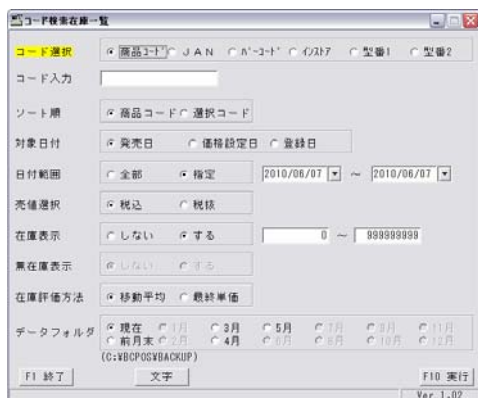 コード検索在庫一覧
コード選択 商品コード JAN バーコード インストア 型番1 型番2
コード入力
ソート順 商品コード 選択コード
対象日付 発売日 価格設定日 登録日
日付範囲 全部 指定 2010/06/07 ～ 2010/06/07
売値選択 税込 税抜
在庫表示 しない する 0 ～ 999999999
無在庫表示 しない する
在庫評価方法 移動平均 最終単価
データフォルダ 現在 1月 3月 5月 7月 9月 11月
前月末 2月 4月 6月 8月 10月 12月
(C:¥BCPOS¥BACKUP)
F1 終了 文字 F10 実行
Ver 1.02